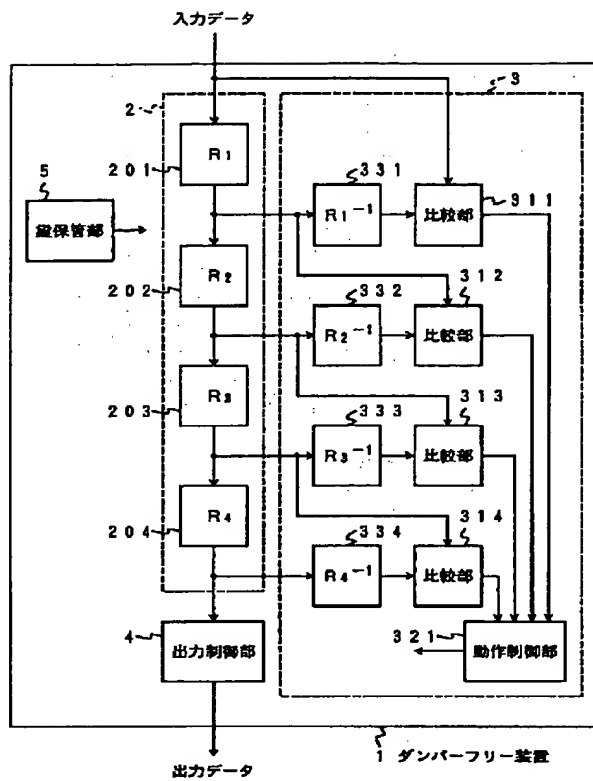 入力データ
3
2
R1
201
331
R1⁻¹
比較部
311
5
鍵保管部
R2
202
332
R2⁻¹
比較部
312
R3
203
333
R3⁻¹
比較部
313
R4
204
334
R4⁻¹
比較部
314
4
出力制御部
321
動作制御部
1 ダンパーフリー装置
出力データ